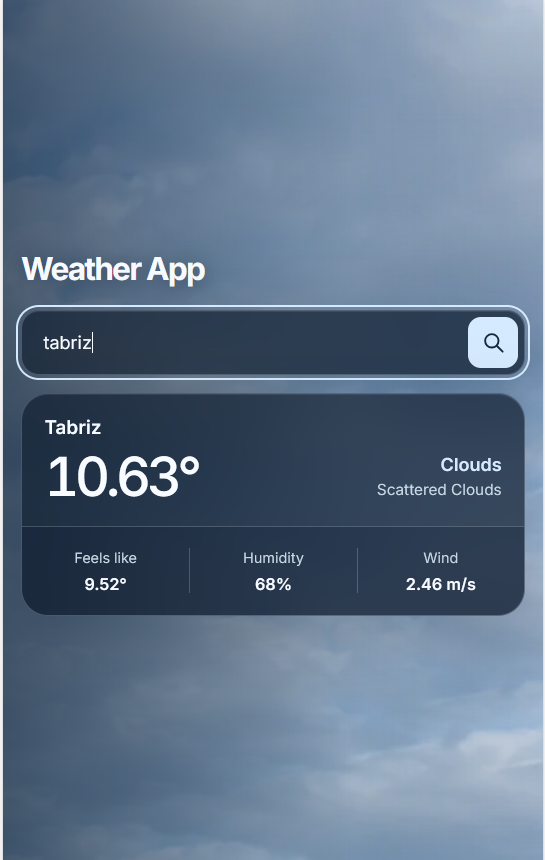 Weather App
tabriz
Tabriz
10.63°
Clouds
Scattered Clouds
Feels like
9.52°
Humidity
68%
Wind
2.46 m/s